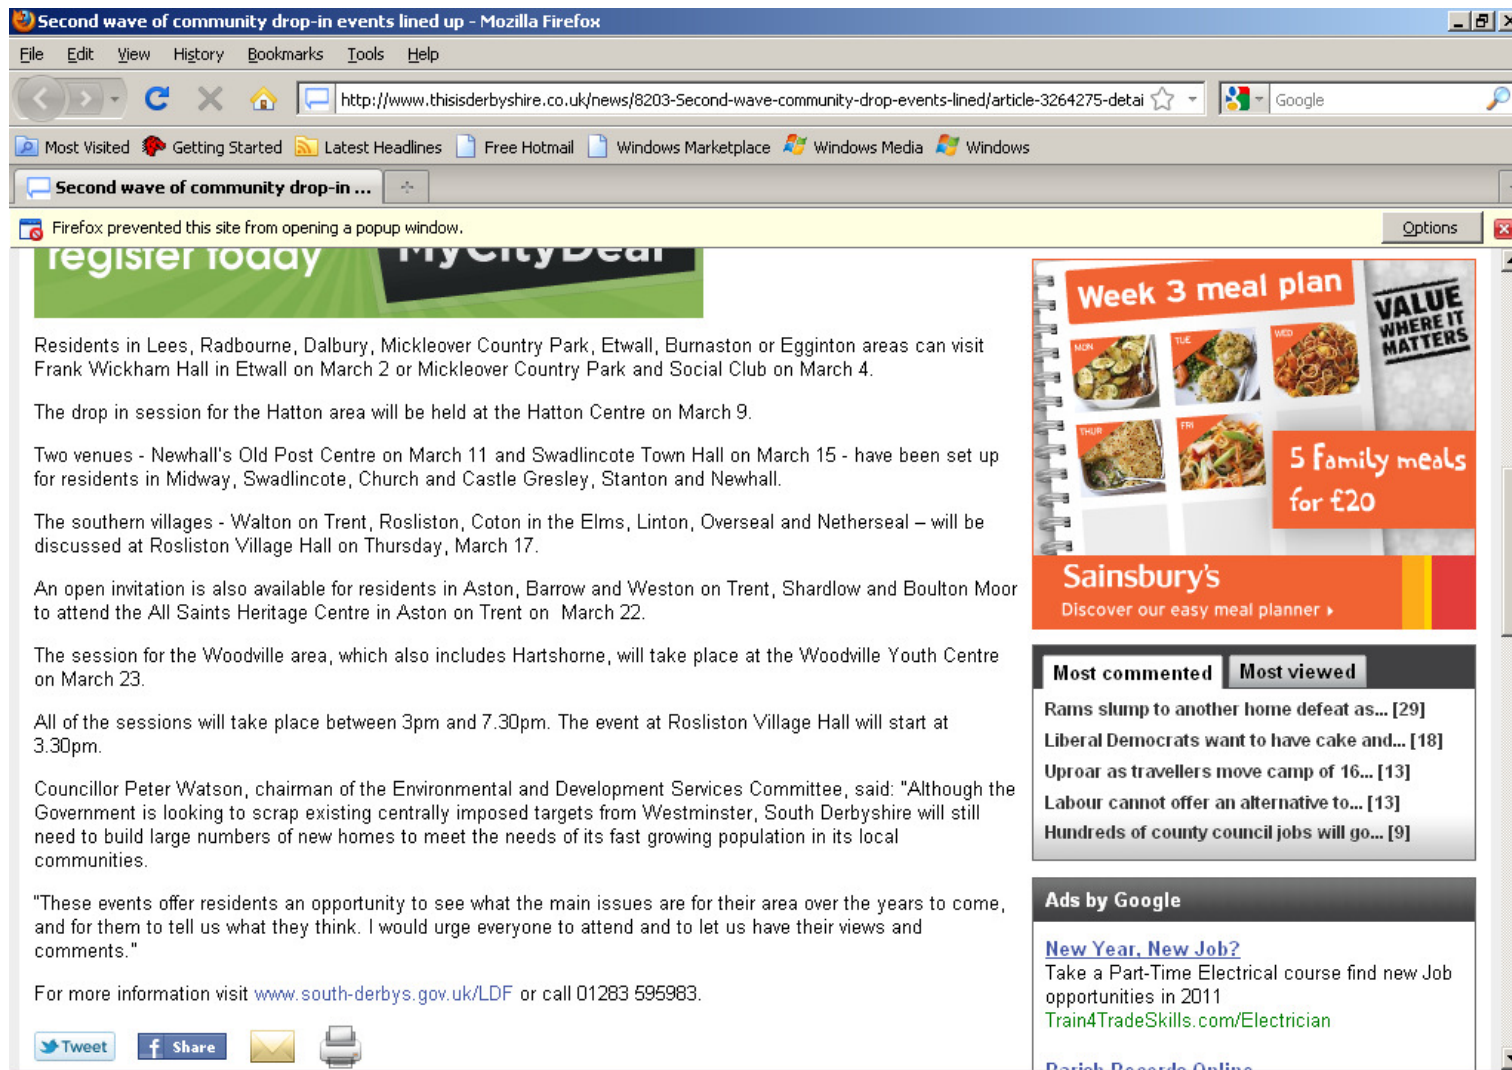 Second wave of community drop-in events lined up - Mozilla Firefox
File Edit View History Bookmarks Tools Help
http://www.thisisderbyshire.co.uk/news/8203-Second-wave-community-drop-events-lined/article-3264275-detai
Google
Most Visited Getting Started Latest Headlines Free Hotmail Windows Marketplace Windows Media Windows
Second wave of community drop-in ...
Firefox prevented this site from opening a popup window.
Options
register today MyCityDeal
Residents in Lees, Radbourne, Dalbury, Mickleover Country Park, Etwall, Burnaston or Egginton areas can visit
Frank Wickham Hall in Etwall on March 2 or Mickleover Country Park and Social Club on March 4.
The drop in session for the Hatton area will be held at the Hatton Centre on March 9.
Two venues - Newhall's Old Post Centre on March 11 and Swadlincote Town Hall on March 15 - have been set up
for residents in Midway, Swadlincote, Church and Castle Gresley, Stanton and Newhall.
The southern villages - Walton on Trent, Rosliston, Coton in the Elms, Linton, Overseal and Netherseal – will be
discussed at Rosliston Village Hall on Thursday, March 17.
An open invitation is also available for residents in Aston, Barrow and Weston on Trent, Shardlow and Boulton Moor
to attend the All Saints Heritage Centre in Aston on Trent on  March 22.
The session for the Woodville area, which also includes Hartshorne, will take place at the Woodville Youth Centre
on March 23.
All of the sessions will take place between 3pm and 7.30pm. The event at Rosliston Village Hall will start at
3.30pm.
Councillor Peter Watson, chairman of the Environmental and Development Services Committee, said: "Although the
Government is looking to scrap existing centrally imposed targets from Westminster, South Derbyshire will still
need to build large numbers of new homes to meet the needs of its fast growing population in its local
communities.
"These events offer residents an opportunity to see what the main issues are for their area over the years to come,
and for them to tell us what they think. I would urge everyone to attend and to let us have their views and
comments."
For more information visit www.south-derbys.gov.uk/LDF or call 01283 595983.
Tweet
f Share
Week 3 meal plan
VALUE
WHERE IT
MATTERS
MON
TUE
WED
THUR
FRI
5 Family meals
for £20
Sainsbury's
Discover our easy meal planner
Most commented Most viewed
Rams slump to another home defeat as... [29]
Liberal Democrats want to have cake and... [18]
Uproar as travellers move camp of 16... [13]
Labour cannot offer an alternative to... [13]
Hundreds of county council jobs will go... [9]
Ads by Google
New Year, New Job?
Take a Part-Time Electrical course find new Job
opportunities in 2011
Train4TradeSkills.com/Electrician
Parish Records Online